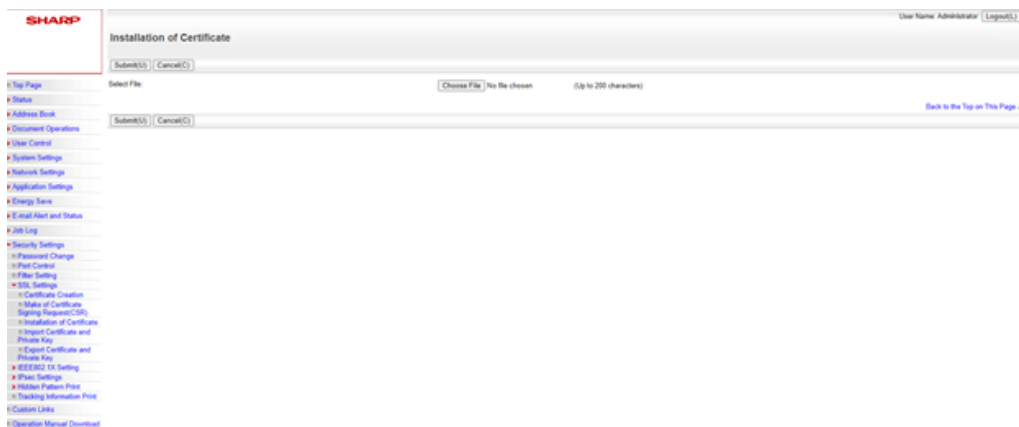 SHARP
User Name: Administrator Logout(L)
Installation of Certificate
Submit(U) Cancel(C)
Top Page
Select File:
Choose File No file chosen
(Up to 200 characters)
Status
Back to the Top on This Page
Address Book
Submit(U) Cancel(C)
Document Operations
User Control
System Settings
Network Settings
Application Settings
Energy Save
E-mail Alert and Status
Job Log
Security Settings
Password Change
Port Control
Filter Setting
SSL Settings
Certificate Creation
Make of Certificate
Signing Request(CSR)
Installation of Certificate
Import Certificate and
Private Key
Export Certificate and
Private Key
IEEE802.1X Setting
IPsec Settings
Hidden Pattern Print
Tracking Information Print
Custom Links
Operation Manual Download